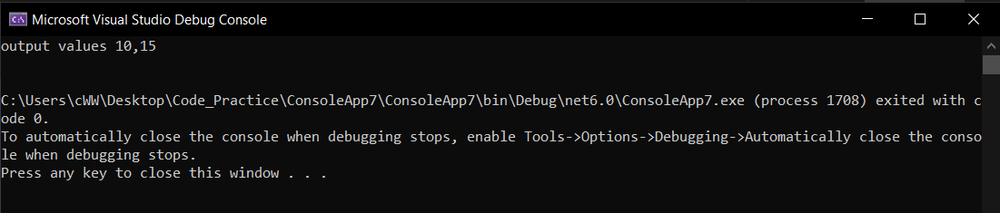 Microsoft Visual Studio Debug Console
output values 10,15
C:\Users\cWW\Desktop\Code_Practice\ConsoleApp7\ConsoleApp7\bin\Debug\net6.0\ConsoleApp7.exe (process 1708) exited with c
ode 0.
To automatically close the console when debugging stops, enable Tools->Options->Debugging->Automatically close the conso
le when debugging stops.
Press any key to close this window . . .